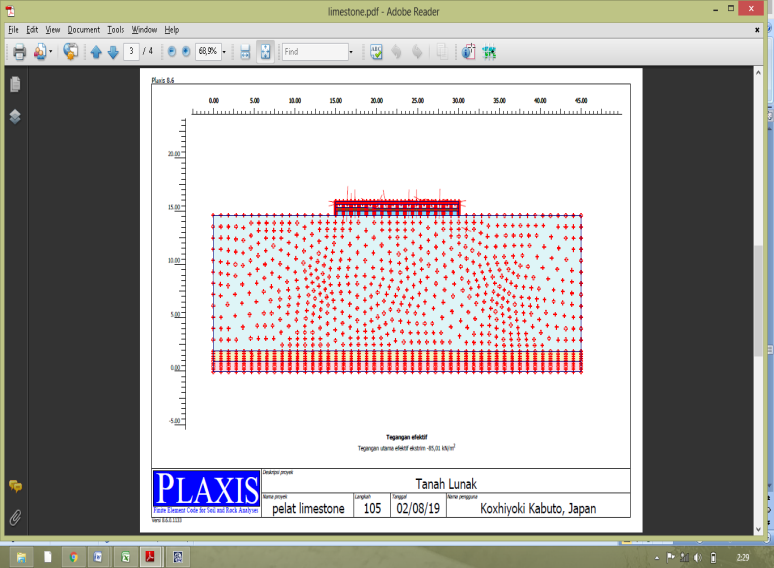 limestone.pdf - Adobe Reader
File Edit View Document Tools Window Help
3 / 4 68,9% Find
Plaxis 8.6
0.00 5.00 10.00 15.00 20.00 25.00 30.00 35.00 40.00 45.00
20.00
15.00
10.00
5.00
0.00
-5.00
Tegangan efektif
Tegangan utama efektif ekstrim -85,01 kN/m²
Deskripsi proyek
Tanah Lunak
PLAXIS
Finite Element Code for Soil and Rock Analyses
Nama proyek Langkah Tanggal Nama pengguna
pelat limestone 105 02/08/19 Koxhiyoki Kabuto, Japan
Versi 8.6.0.1133
2:29